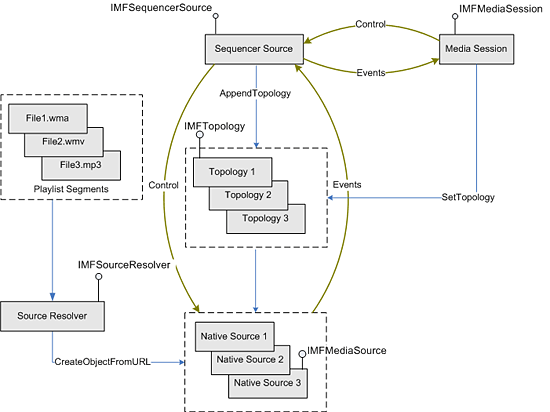 IMFSequencerSource
IMFMediaSession
Control
Sequencer Source
Media Session
Events
AppendTopology
File1.wma
File2.wmv
File3.mp3
Playlist Segments
IMFTopology
Topology 1
Topology 2
Topology 3
Control
Events
SetTopology
IMFSourceResolver
Source Resolver
CreateObjectFromURL
Native Source 1
Native Source 2
Native Source 3
IMFMediaSource